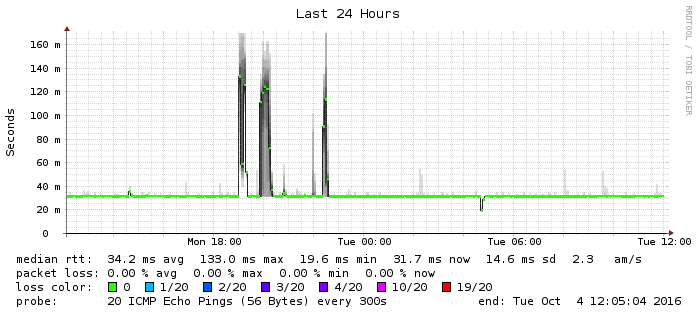 Last 24 Hours
RRDTOOL / TOBI OETIKER
Seconds
160 m
140 m
120 m
100 m
80 m
60 m
40 m
20 m
0
Mon 18:00 Tue 00:00 Tue 06:00 Tue 12:00
median rtt: 34.2 ms avg 133.0 ms max 19.6 ms min 31.7 ms now 14.6 ms sd 2.3 am/s
packet loss: 0.00 % avg 0.00 % max 0.00 % min 0.00 % now
loss color: 0 1/20 2/20 3/20 4/20 10/20 19/20
probe: 20 ICMP Echo Pings (56 Bytes) every 300s end: Tue Oct 4 12:05:04 2016